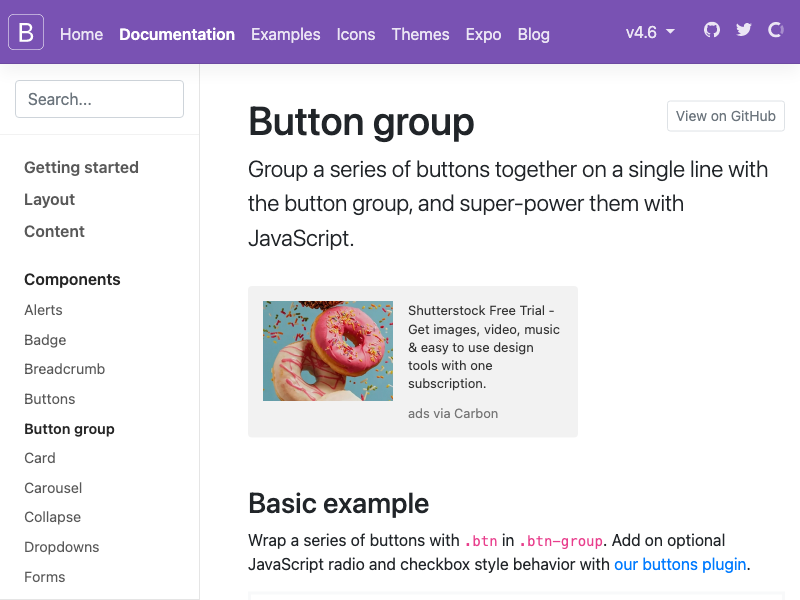 B Home Documentation Examples Icons Themes Expo Blog v4.6
Search...
Getting started
Layout
Content
Components
Alerts
Badge
Breadcrumb
Buttons
Button group
Card
Carousel
Collapse
Dropdowns
Forms
Button group
View on GitHub
Group a series of buttons together on a single line with
the button group, and super-power them with
JavaScript.
Shutterstock Free Trial -
Get images, video, music
& easy to use design
tools with one
subscription.
ads via Carbon
Basic example
Wrap a series of buttons with .btn in .btn-group. Add on optional
JavaScript radio and checkbox style behavior with our buttons plugin.